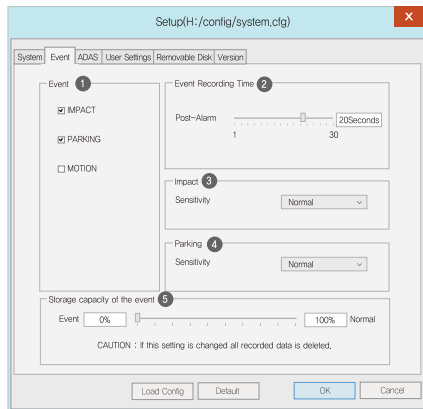 Setup(H:/config/system.cfg)
X
System Event ADAS User Settings Removable Disk Version
Event 1
IMPACT
PARKING
MOTION
Event Recording Time 2
Post-Alarm
20Seconds
1 30
Impact 3
Sensitivity Normal
Parking 4
Sensitivity Normal
Storage capacity of the event 5
Event 0% 100% Normal
CAUTION : If this setting is changed all recorded data is deleted.
Load Config Default OK Cancel